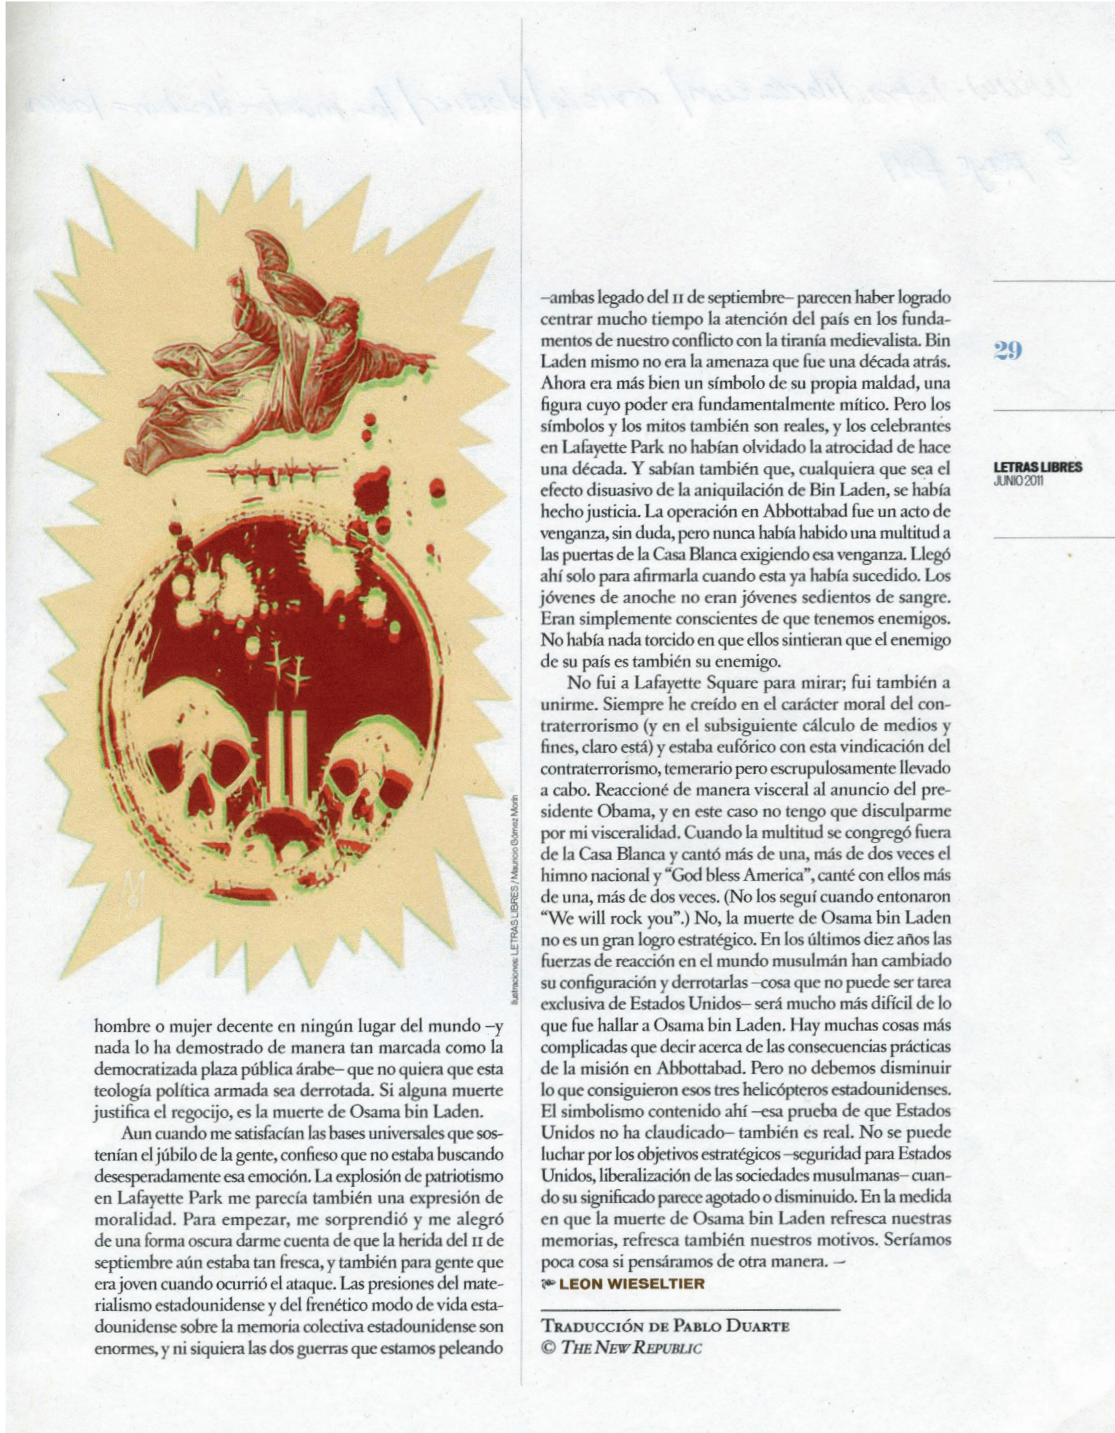 hombre o mujer decente en ningún lugar del mundo –y
nada lo ha demostrado de manera tan marcada como la
democratizada plaza pública árabe– que no quiera que esta
teología política armada sea derrotada. Si alguna muerte
justifica el regocijo, es la muerte de Osama bin Laden.
Aun cuando me satisfacían las bases universales que sos-
tenían el júbilo de la gente, confieso que no estaba buscando
desesperadamente esa emoción. La explosión de patriotismo
en Lafayette Park me parecía también una expresión de
moralidad. Para empezar, me sorprendió y me alegró
de una forma oscura darme cuenta de que la herida del 11 de
septiembre aún estaba tan fresca, y también para gente que
era joven cuando ocurrió el ataque. Las presiones del mate-
rialismo estadounidense y del frenético modo de vida esta-
dounidense sobre la memoria colectiva estadounidense son
enormes, y ni siquiera las dos guerras que estamos peleando
Ilustraciones: LETRAS LIBRES / Mauricio Gómez Morin
–ambas legado del 11 de septiembre– parecen haber logrado
centrar mucho tiempo la atención del país en los funda-
mentos de nuestro conflicto con la tiranía medievalista. Bin
Laden mismo no era la amenaza que fue una década atrás.
Ahora era más bien un símbolo de su propia maldad, una
figura cuyo poder era fundamentalmente mítico. Pero los
símbolos y los mitos también son reales, y los celebrantes
en Lafayette Park no habían olvidado la atrocidad de hace
una década. Y sabían también que, cualquiera que sea el
efecto disuasivo de la aniquilación de Bin Laden, se había
hecho justicia. La operación en Abbottabad fue un acto de
venganza, sin duda, pero nunca había habido una multitud a
las puertas de la Casa Blanca exigiendo esa venganza. Llegó
ahí solo para afirmarla cuando esta ya había sucedido. Los
jóvenes de anoche no eran jóvenes sedientos de sangre.
Eran simplemente conscientes de que tenemos enemigos.
No había nada torcido en que ellos sintieran que el enemigo
de su país es también su enemigo.
No fui a Lafayette Square para mirar; fui también a
unirme. Siempre he creído en el carácter moral del con-
traterrorismo (y en el subsiguiente cálculo de medios y
fines, claro está) y estaba eufórico con esta vindicación del
contraterrorismo, temerario pero escrupulosamente llevado
a cabo. Reaccioné de manera visceral al anuncio del pre-
sidente Obama, y en este caso no tengo que disculparme
por mi visceralidad. Cuando la multitud se congregó fuera
de la Casa Blanca y cantó más de una, más de dos veces el
himno nacional y “God bless America”, canté con ellos más
de una, más de dos veces. (No los seguí cuando entonaron
“We will rock you”.) No, la muerte de Osama bin Laden
no es un gran logro estratégico. En los últimos diez años las
fuerzas de reacción en el mundo musulmán han cambiado
su configuración y derrotarlas –cosa que no puede ser tarea
exclusiva de Estados Unidos– será mucho más difícil de lo
que fue hallar a Osama bin Laden. Hay muchas cosas más
complicadas que decir acerca de las consecuencias prácticas
de la misión en Abbottabad. Pero no debemos disminuir
lo que consiguieron esos tres helicópteros estadounidenses.
El simbolismo contenido ahí –esa prueba de que Estados
Unidos no ha claudicado– también es real. No se puede
luchar por los objetivos estratégicos –seguridad para Estados
Unidos, liberalización de las sociedades musulmanas– cuan-
do su significado parece agotado o disminuido. En la medida
en que la muerte de Osama bin Laden refresca nuestras
memorias, refresca también nuestros motivos. Seríamos
poca cosa si pensáramos de otra manera. –
LEON WIESELTIER
TRADUCCIÓN DE PABLO DUARTE
© THE NEW REPUBLIC
29
LETRAS LIBRES
JUNIO 2011